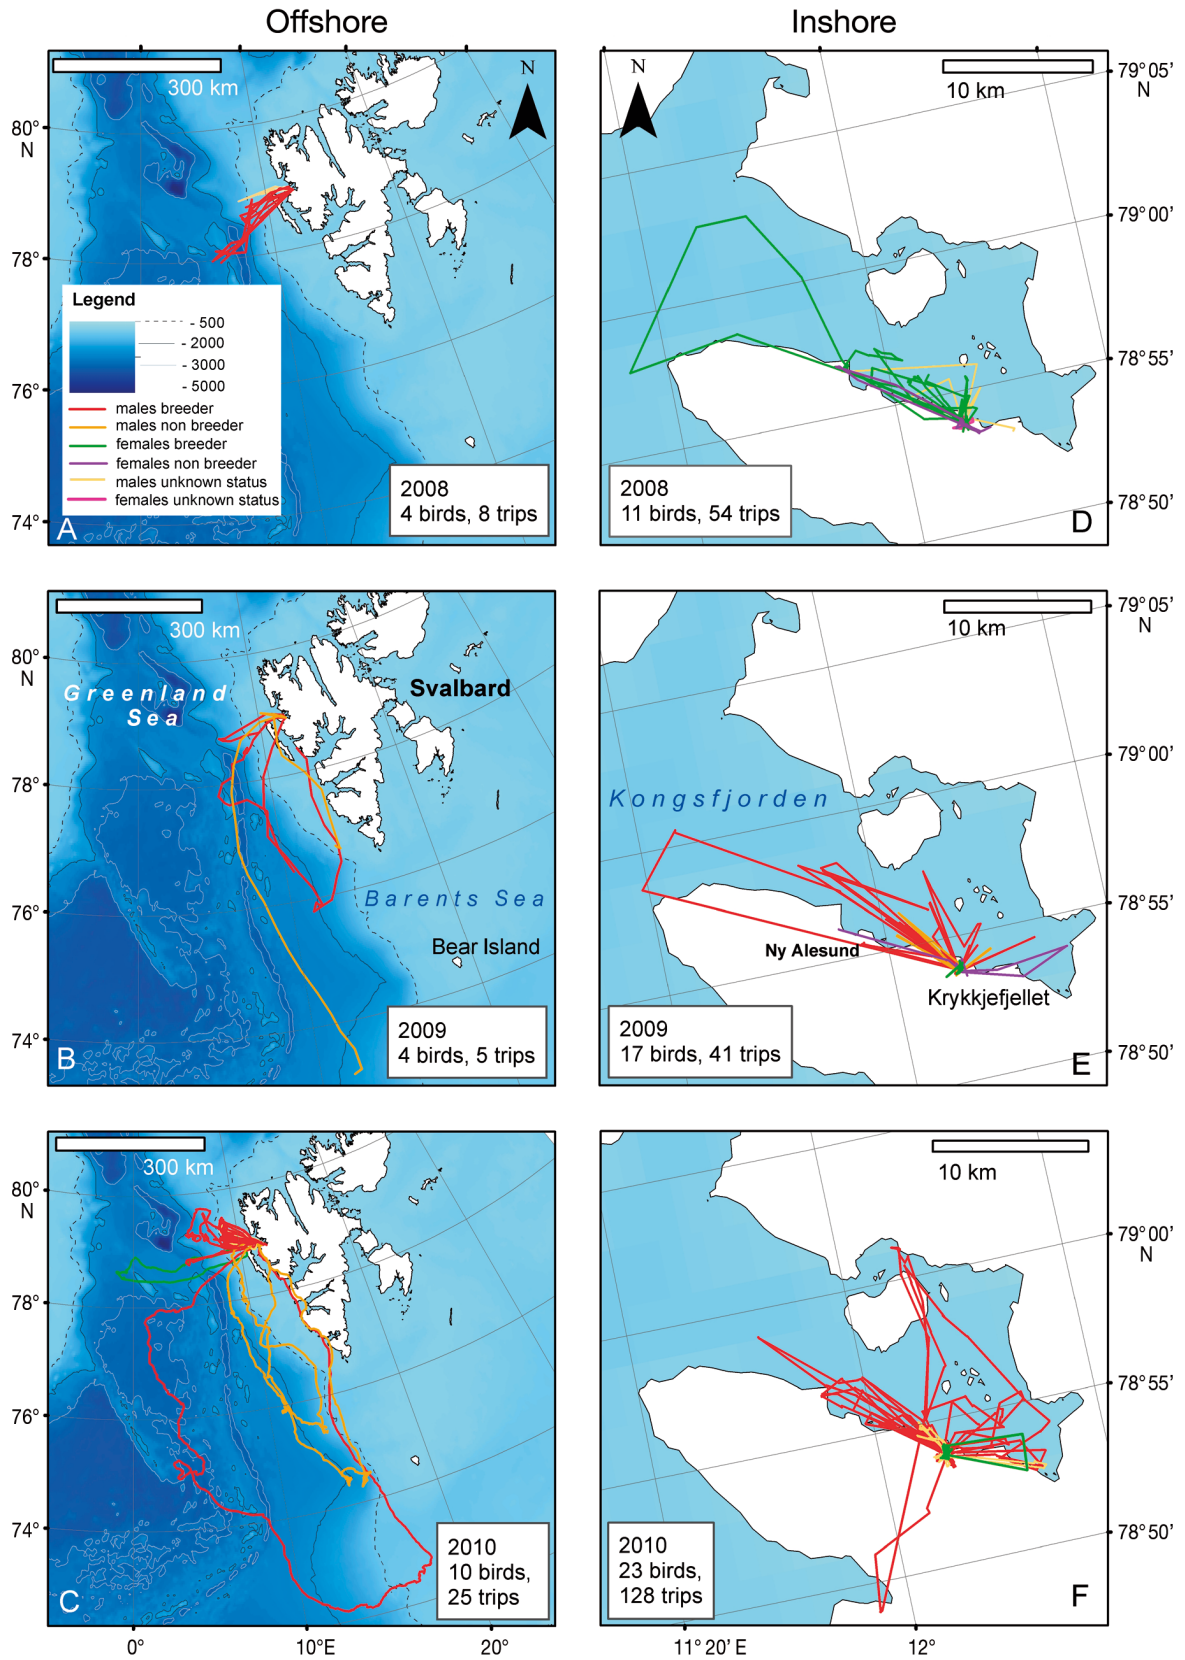 Offshore
Inshore
300 km
N
80°
N
78°
76°
74°
Legend
- 500
- 2000
- 3000
- 5000
males breeder
males non breeder
females breeder
females non breeder
males unknown status
females unknown status
2008
4 birds, 8 trips
A
N
10 km
79° 05'
N
79° 00'
78° 55'
78° 50'
2008
11 birds, 54 trips
D
300 km
80°
N
78°
76°
74°
Greenland
Sea
Svalbard
Barents Sea
Bear Island
2009
4 birds, 5 trips
B
10 km
79° 05'
N
79° 00'
78° 55'
78° 50'
Kongsfjorden
Ny Alesund
Krykkjefjellet
2009
17 birds, 41 trips
E
300 km
80°
N
78°
76°
74°
2010
10 birds,
25 trips
C
0°
10°E
20°
10 km
79° 00'
N
78° 55'
78° 50'
2010
23 birds,
128 trips
F
11° 20' E
12°